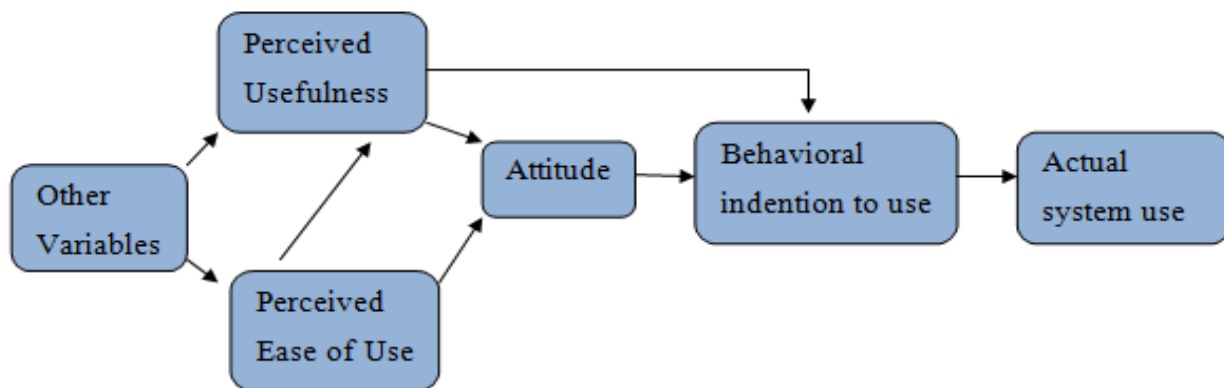 Perceived
Usefulness
Other
Variables
Perceived
Ease of Use
Attitude
Behavioral
indention to use
Actual
system use